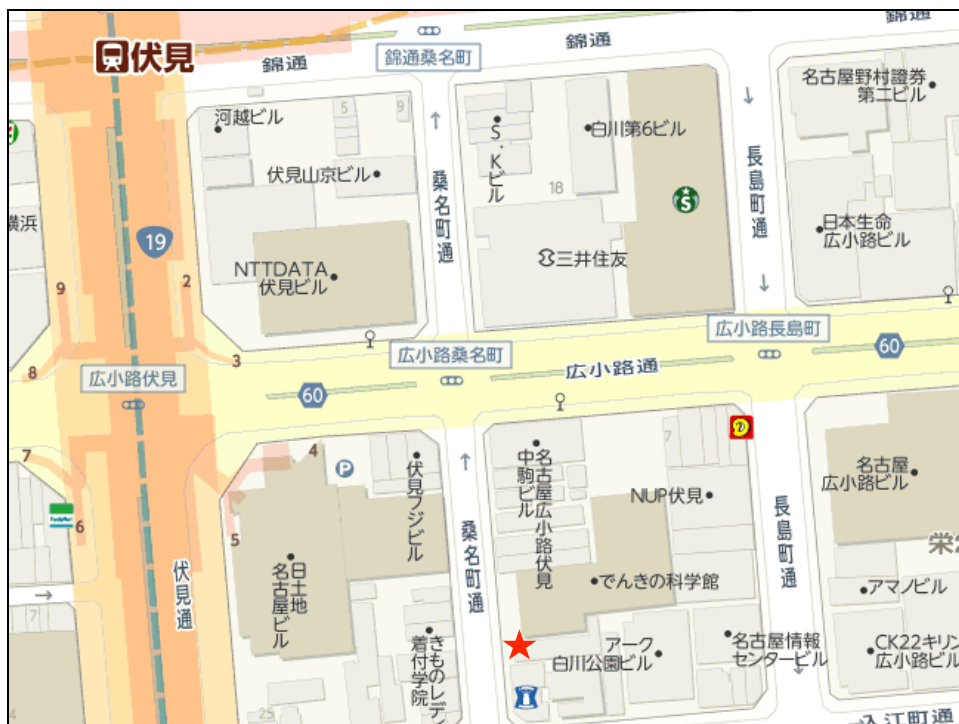 伏見
錦通
錦通桑名町
錦通
錦通
河越ビル
5
9
S.Kビル
白川第6ビル
名古屋野村證券
第二ビル
桑名町通
長島町通
伏見山京ビル
18
横浜
19
日本生命
広小路ビル
三井住友
NTTDATA
伏見ビル
9
2
3
8
広小路伏見
60
広小路桑名町
広小路通
広小路長島町
60
7
4
P
6
5
FamilyMart
伏見フジビル
名古屋広小路伏見
中駒ビル
7
NUP伏見
名古屋
広小路ビル
栄2
桑名町通
長島町通
伏見通
日土地
名古屋ビル
でんきの科学館
アマノビル
7
きものレデ
着付学院
アーク
白川公園ビル
名古屋情報
センタービル
CK22キリン
広小路ビル
25
入江町通